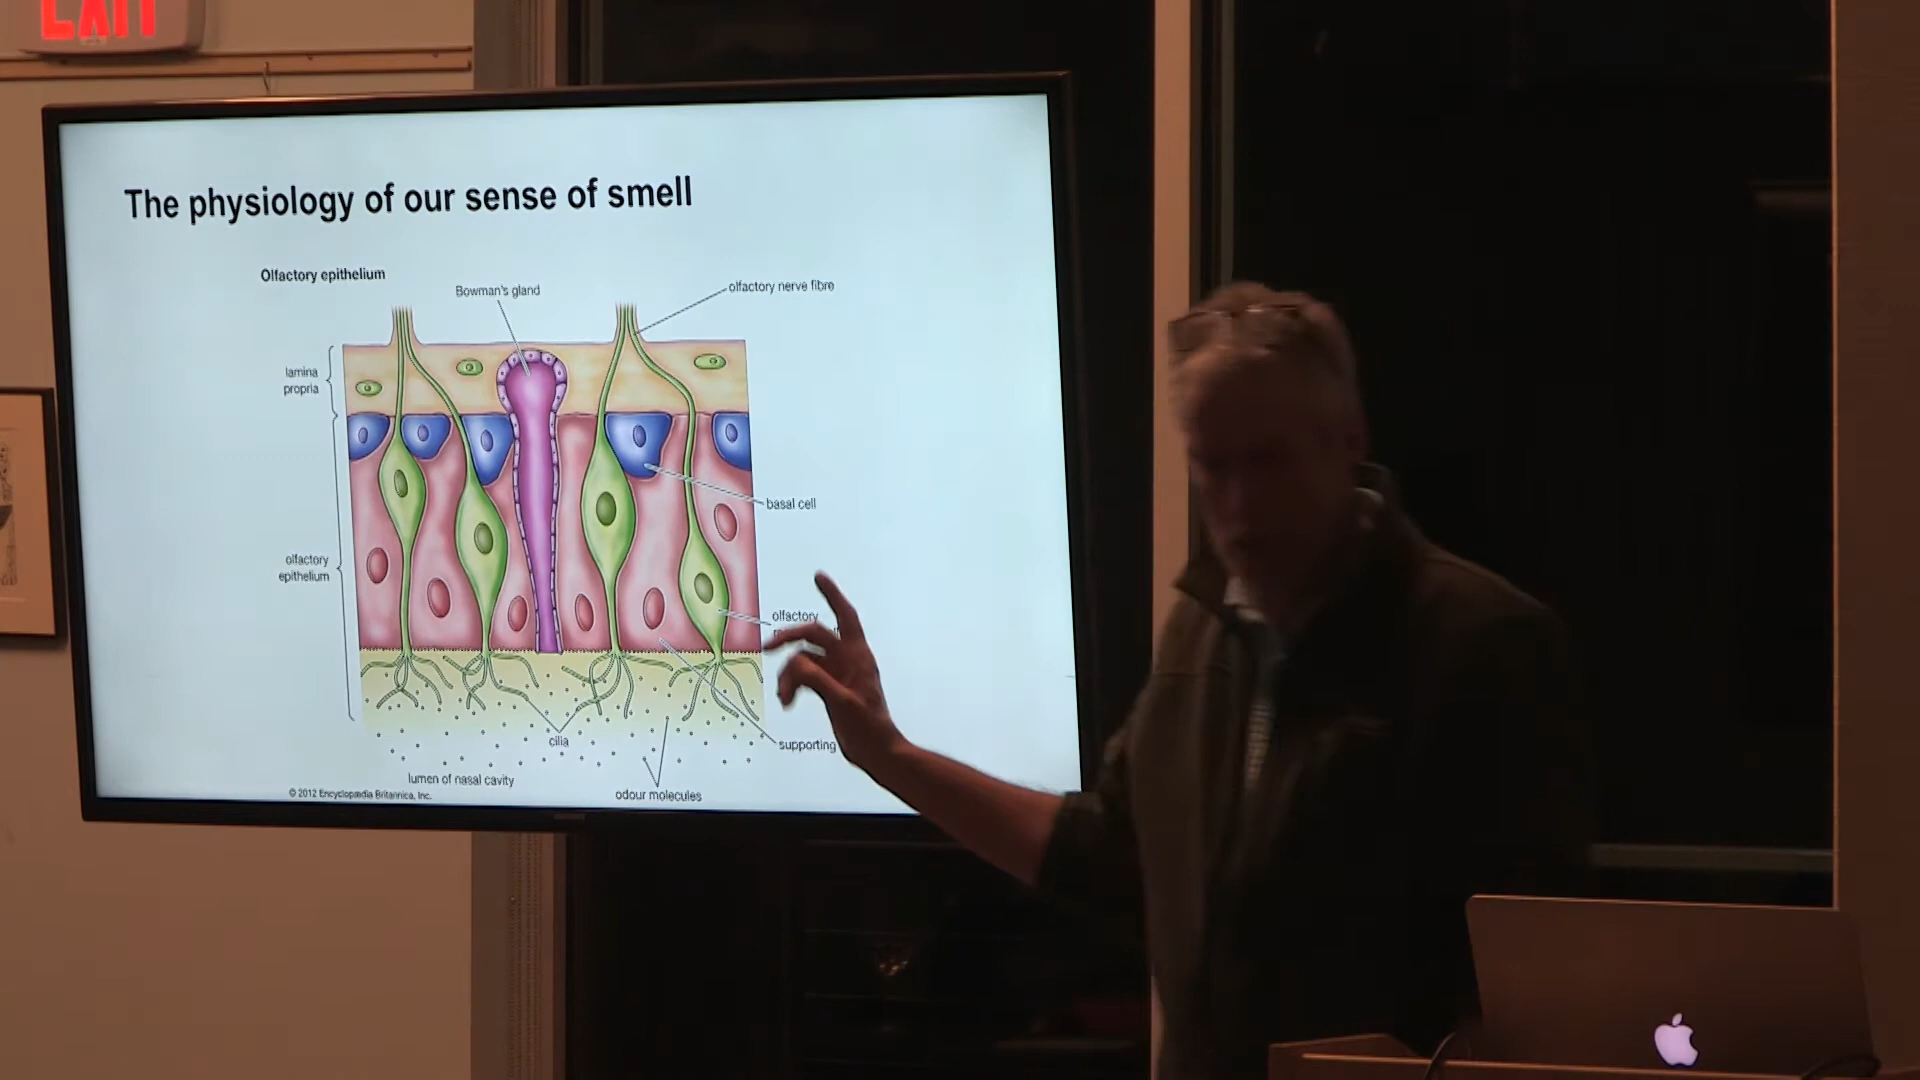 EXIT
The physiology of our sense of smell
Olfactory epithelium
Bowman's gland
olfactory nerve fibre
lamina
propria
basal cell
olfactory
epithelium
olfactory
supporting
cilia
lumen of nasal cavity
odour molecules
© 2012 Encyclopædia Britannica, Inc.